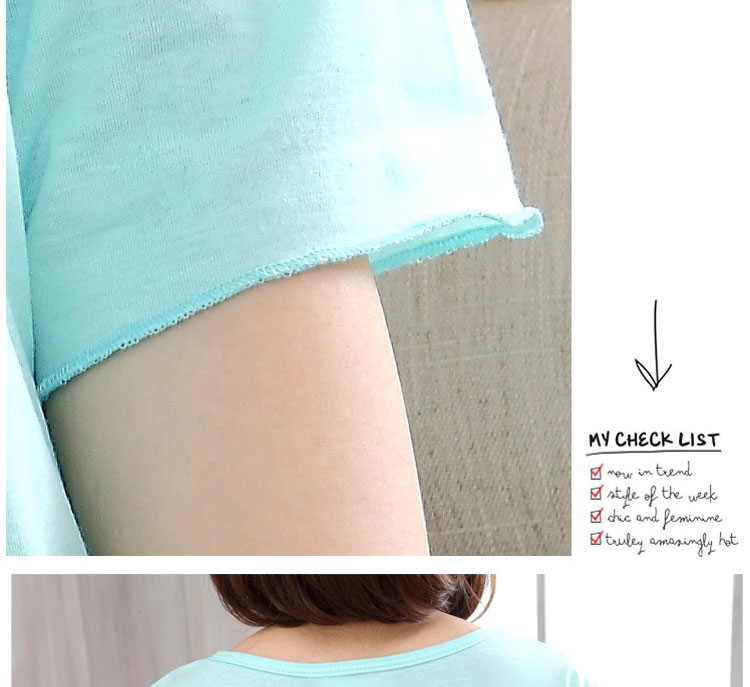 MY CHECK LIST
now in trend
style of the week
chic and feminine
truley amazingly hot